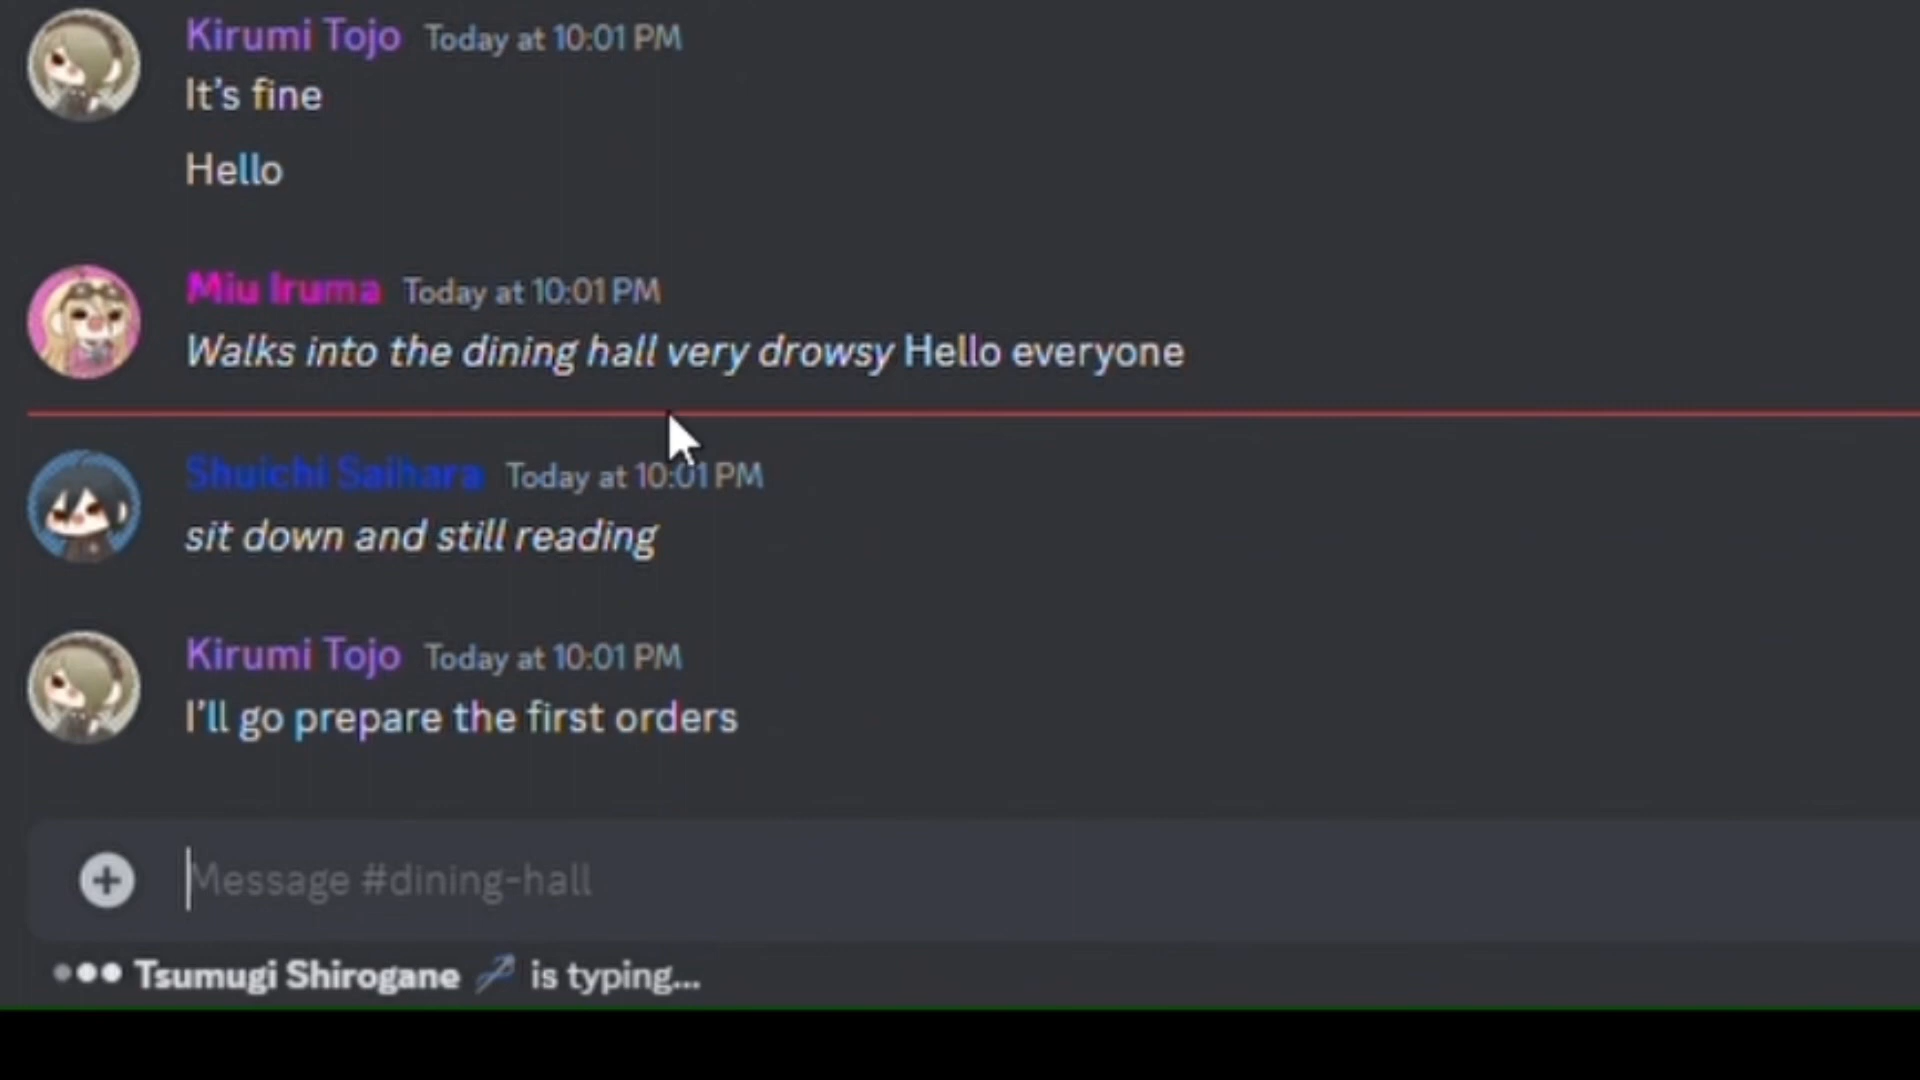 Kirumi Tojo Today at 10:01 PM
It's fine
Hello
Miu Iruma Today at 10:01 PM
Walks into the dining hall very drowsy Hello everyone
Shuichi Saihara Today at 10:01 PM
sit down and still reading
Kirumi Tojo Today at 10:01 PM
I'll go prepare the first orders
Message #dining-hall
Tsumugi Shirogane 🪡 is typing...